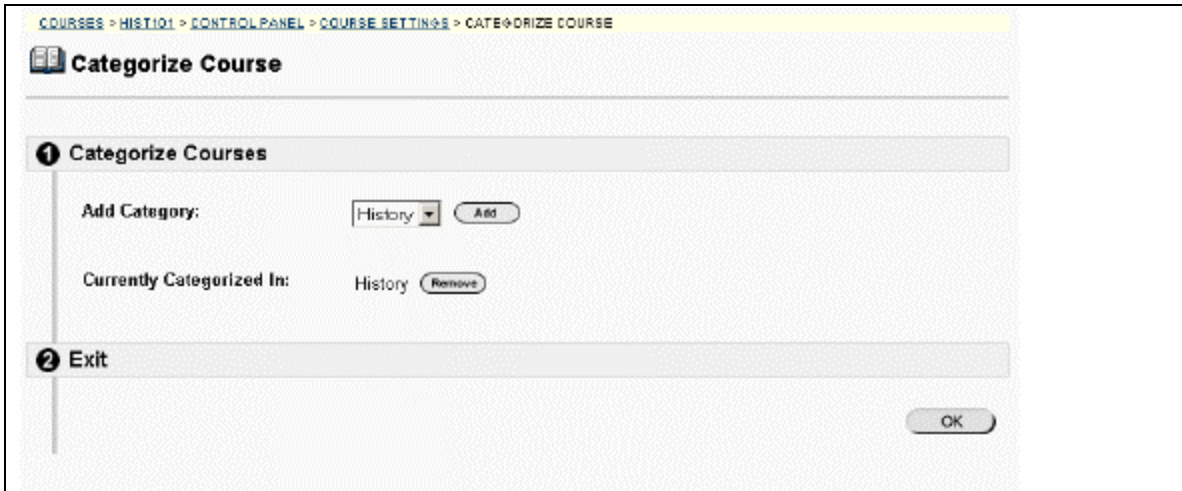 COURSES > HIST101 > CONTROL PANEL > COURSE SETTINGS > CATEGORIZE COURSE
Categorize Course
1 Categorize Courses
Add Category: History Add
Currently Categorized In: History Remove
2 Exit
OK